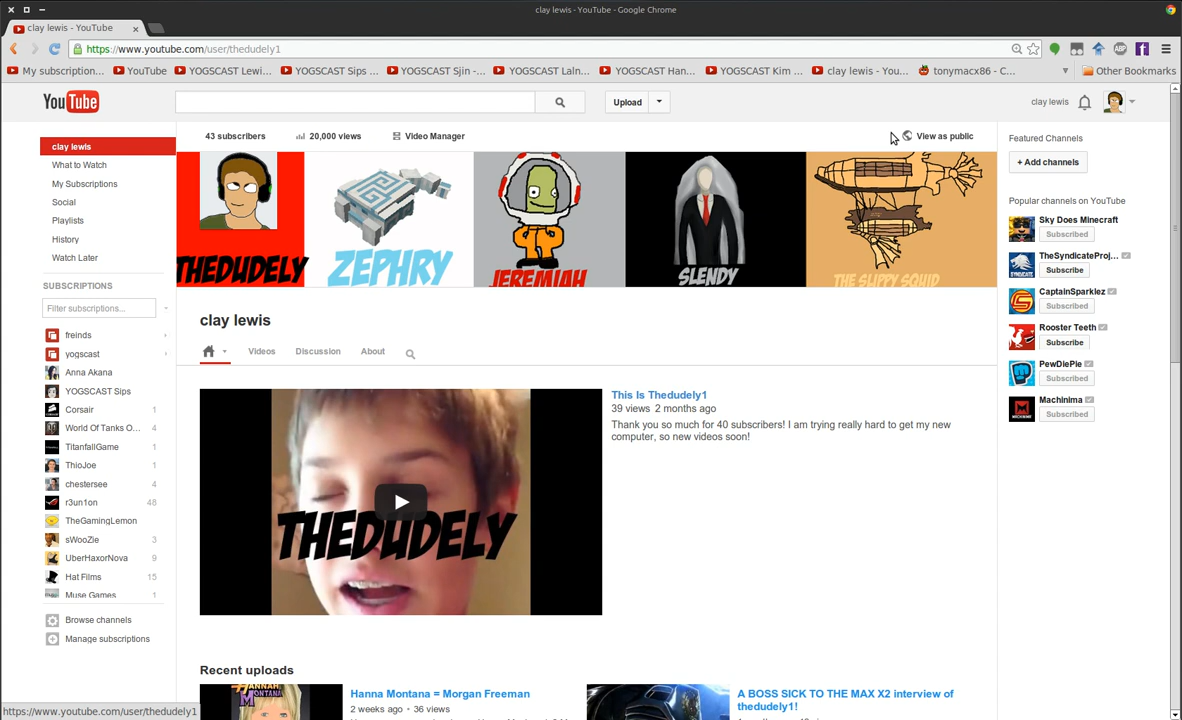 clay lewis - YouTube - Google Chrome
clay lewis - YouTube
https://www.youtube.com/user/thedudely1
My subscription...
YouTube
YOGSCAST Lewi...
YOGSCAST Sips ...
YOGSCAST Sjin -...
YOGSCAST Laln...
YOGSCAST Han...
YOGSCAST Kim ...
clay lewis - You...
tonymacx86 - C...
Other Bookmarks
YouTube
Upload
clay lewis
43 subscribers
20,000 views
Video Manager
View as public
clay lewis
What to Watch
My Subscriptions
Social
Playlists
History
Watch Later
SUBSCRIPTIONS
Filter subscriptions...
freinds
yogscast
Anna Akana
YOGSCAST Sips
Corsair 1
World Of Tanks O... 4
TitanfallGame 1
ThioJoe 1
chestersee 4
r3un1on 48
TheGamingLemon
sWooZie 3
UberHaxorNova 9
Hat Films 15
Muse Games 1
Browse channels
Manage subscriptions
THEDUDELY
ZEPHRY
JEREMIAH
SLENDY
THE SLIPPY SQUID
clay lewis
Videos
Discussion
About
THEDUDELY
This Is Thedudely1
39 views 2 months ago
Thank you so much for 40 subscribers! I am trying really hard to get my new
computer, so new videos soon!
Recent uploads
HANNAH
Hanna Montana = Morgan Freeman
2 weeks ago • 36 views
A BOSS SICK TO THE MAX X2 interview of
thedudely1!
Featured Channels
+ Add channels
Popular channels on YouTube
Sky Does Minecraft
Subscribed
TheSyndicateProj...
Subscribe
CaptainSparklez
Subscribed
Rooster Teeth
Subscribe
PewDiePie
Subscribed
Machinima
Subscribed
https://www.youtube.com/user/thedudely1